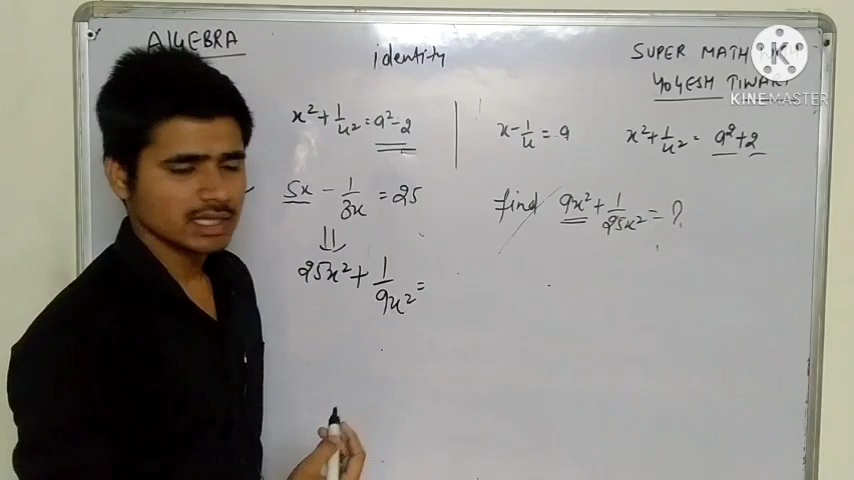 ALGEBRA
identity
SUPER MATH
YOGESH TIWARI
K
KINEMASTER
x² + 1/x² = a² - 2
x - 1/x = a
x² + 1/x² = a² + 2
5x - 1/3x = 25
find 9x² + 1/25x² = ?
25x² + 1/9x² =